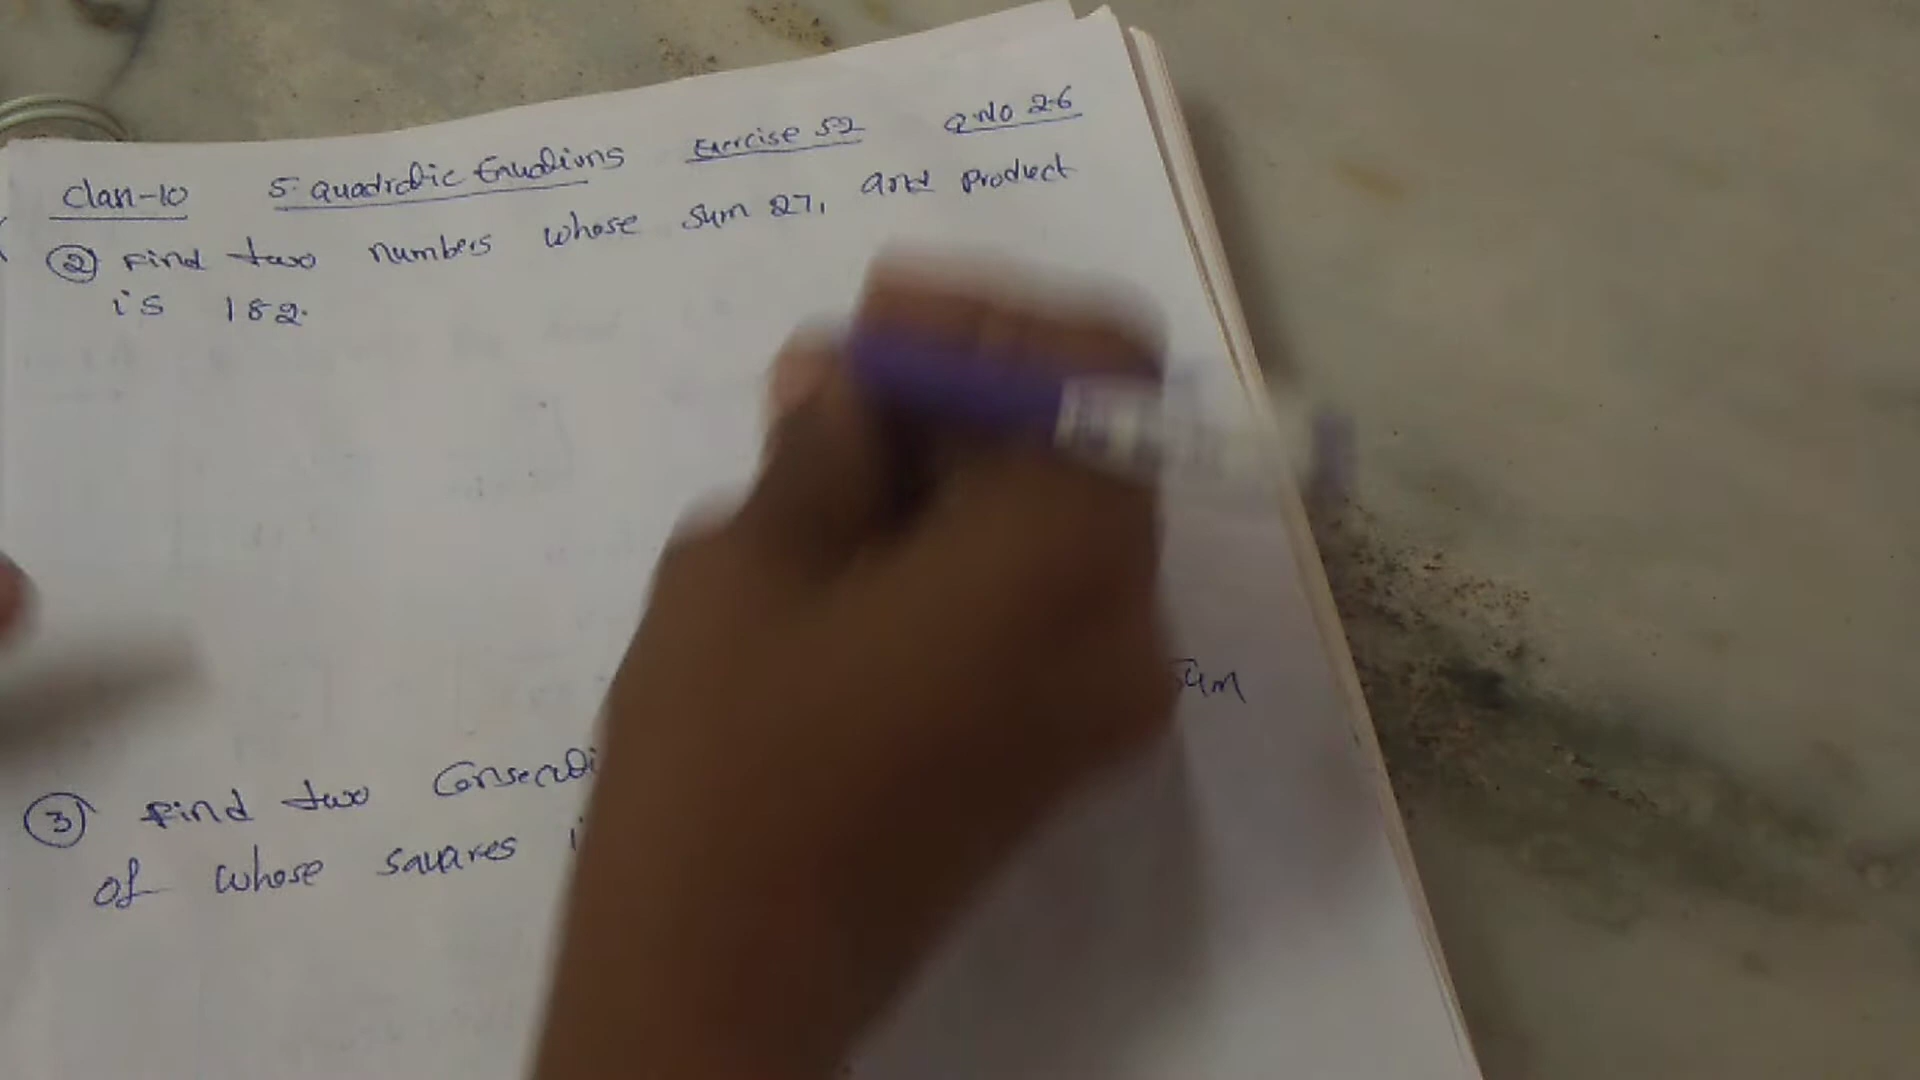 Class-10 5. Quadratic Equations Exercise 5.2 Q.No 2-6
② Find two numbers whose sum 27, and product
is 182.
sum
③ Find two
of whose squares